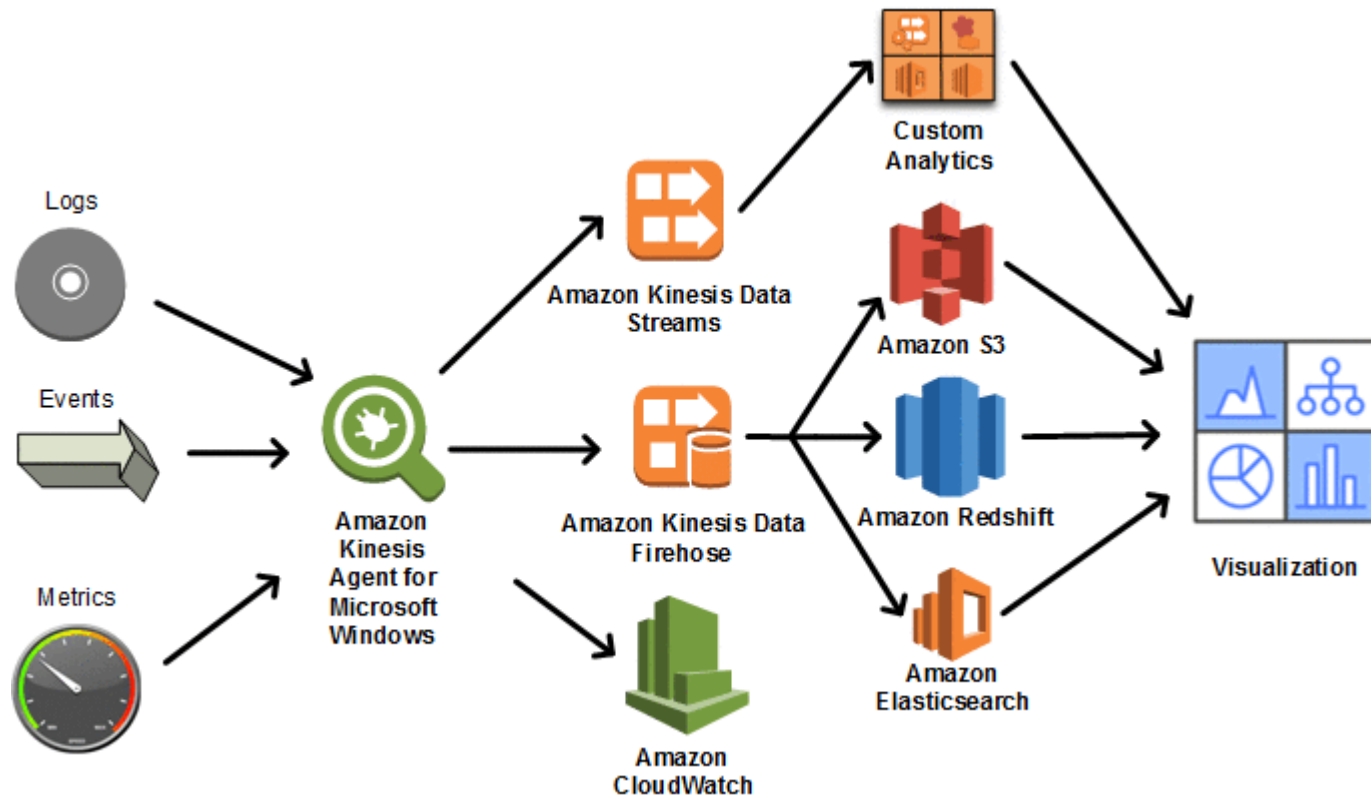 Logs
Events
Metrics
Amazon
Kinesis
Agent for
Microsoft
Windows
Amazon Kinesis Data
Streams
Amazon Kinesis Data
Firehose
Amazon
CloudWatch
Custom
Analytics
Amazon S3
Amazon Redshift
Amazon
Elasticsearch
Visualization